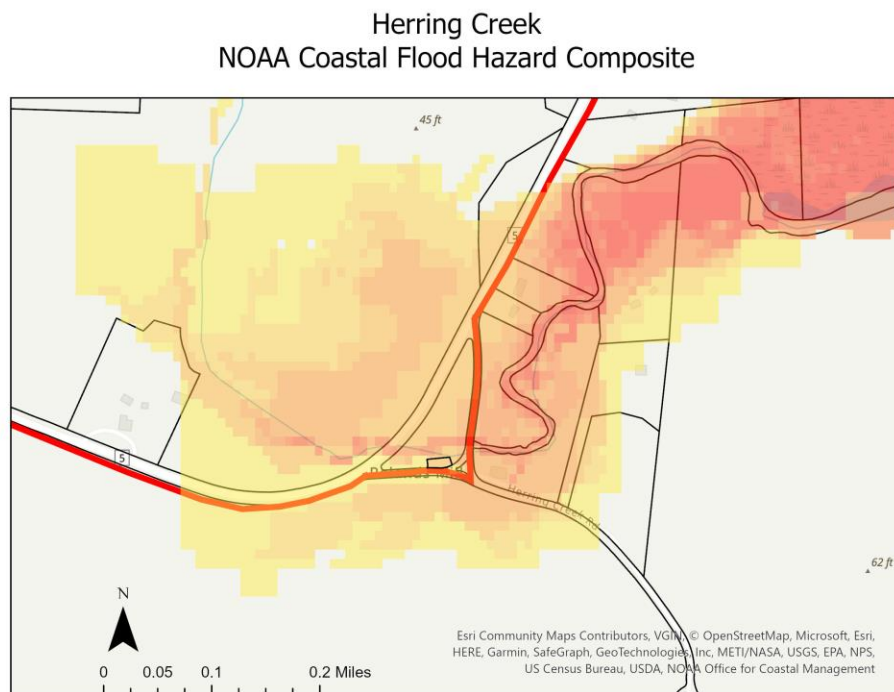 Herring Creek
NOAA Coastal Flood Hazard Composite
45 ft
5
5
Herring Creek Rd
62 ft
N
0 0.05 0.1 0.2 Miles
Esri Community Maps Contributors, VGIN, © OpenStreetMap, Microsoft, Esri,
HERE, Garmin, SafeGraph, GeoTechnologies, Inc, METI/NASA, USGS, EPA, NPS,
US Census Bureau, USDA, NOAA Office for Coastal Management